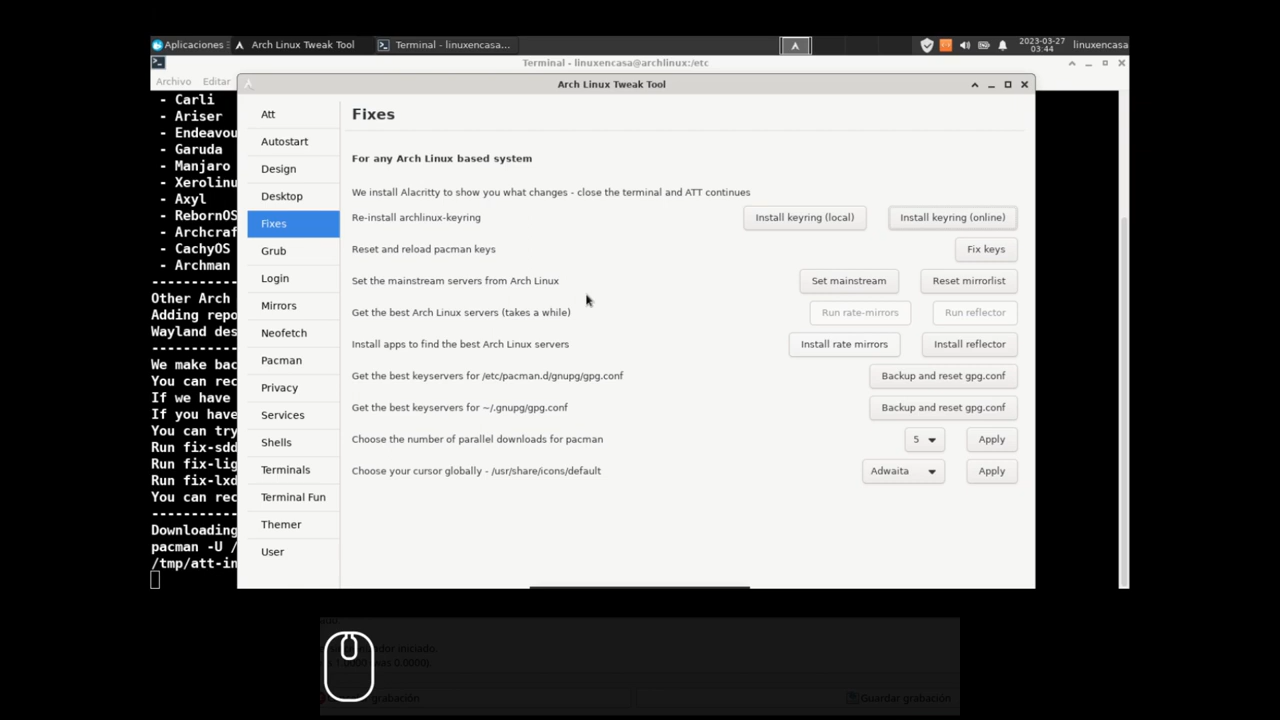 Aplicaciones
Arch Linux Tweak Tool
Terminal - linuxencasa...
2023-03-27
03:44
linuxencasa
Terminal - linuxencasa@archlinux:/etc
Archivo Editar
Arch Linux Tweak Tool
- Carli
- Ariser
- Endeavou
- Garuda
- Manjaro
- Xerolinu
- Axyl
- RebornOS
- Archcraf
- CachyOS
- Archman
Other Arch
Adding repo
Wayland des
We make bac
You can rec
If we have
If you have
You can try
Run fix-sdd
Run fix-lig
Run fix-lxd
You can rec
Downloading
pacman -U /
/tmp/att-in
Att
Autostart
Design
Desktop
Fixes
Grub
Login
Mirrors
Neofetch
Pacman
Privacy
Services
Shells
Terminals
Terminal Fun
Themer
User
Fixes
For any Arch Linux based system
We install Alacritty to show you what changes - close the terminal and ATT continues
Re-install archlinux-keyring Install keyring (local) Install keyring (online)
Reset and reload pacman keys Fix keys
Set the mainstream servers from Arch Linux Set mainstream Reset mirrorlist
Get the best Arch Linux servers (takes a while) Run rate-mirrors Run reflector
Install apps to find the best Arch Linux servers Install rate mirrors Install reflector
Get the best keyservers for /etc/pacman.d/gnupg/gpg.conf Backup and reset gpg.conf
Get the best keyservers for ~/.gnupg/gpg.conf Backup and reset gpg.conf
Choose the number of parallel downloads for pacman 5 Apply
Choose your cursor globally - /usr/share/icons/default Adwaita Apply
iniciado.
(was 0.0000)
grabación
Guardar grabación